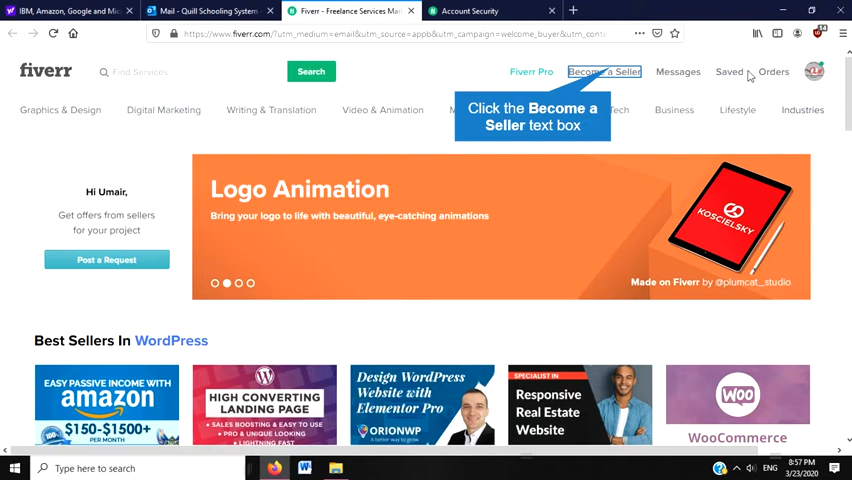 IBM, Amazon, Google and Mic
Mail - Quill Schooling System -
Fiverr - Freelance Services Ma
Account Security
https://www.fiverr.com/?utm_medium=email&utm_source=appb&utm_campaign=welcome_buyer&utm_cont
fiverr
Find Services
Search
Fiverr Pro
Become a Seller
Messages
Saved
Orders
Click the Become a
Seller text box
Graphics & Design
Digital Marketing
Writing & Translation
Video & Animation
Tech
Business
Lifestyle
Industries
Hi Umair,
Get offers from sellers
for your project
Post a Request
Logo Animation
Bring your logo to life with beautiful, eye-catching animations
KOSCIELSKY
Made on Fiverr by @plumcat_studio
Best Sellers In WordPress
EASY PASSIVE INCOME WITH
amazon
100%
$150-$1500+
PER MONTH
HIGH CONVERTING
LANDING PAGE
• SALES BOOSTING & EASY TO USE
• PRO & UNIQUE LOOKING
• LIGHTNING FAST
Design WordPress
Website with
Elementor Pro
ORIONWP
A better way to grow
SPECIALIST IN
Responsive
Real Estate
Website
Woo
WooCommerce
Type here to search
ENG
8:57 PM
3/23/2020